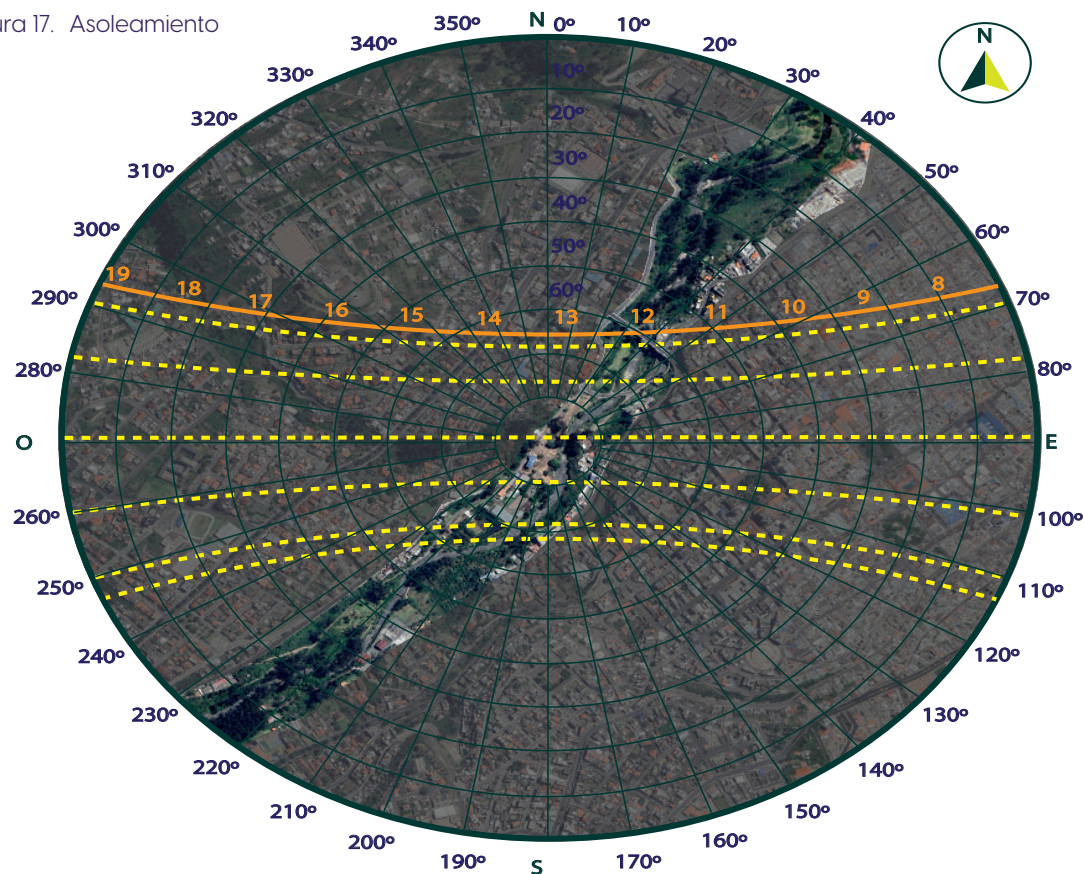 ura 17. Asoleamiento
N
350º
0º
10º
340º
20º
330º
30º
320º
40º
310º
50º
300º
60º
290º
70º
280º
80º
O
E
260º
100º
250º
110º
240º
120º
230º
130º
220º
140º
210º
150º
200º
160º
190º
170º
S
10º
20º
30º
40º
50º
60º
19
18
17
16
15
14
13
12
11
10
9
8
N